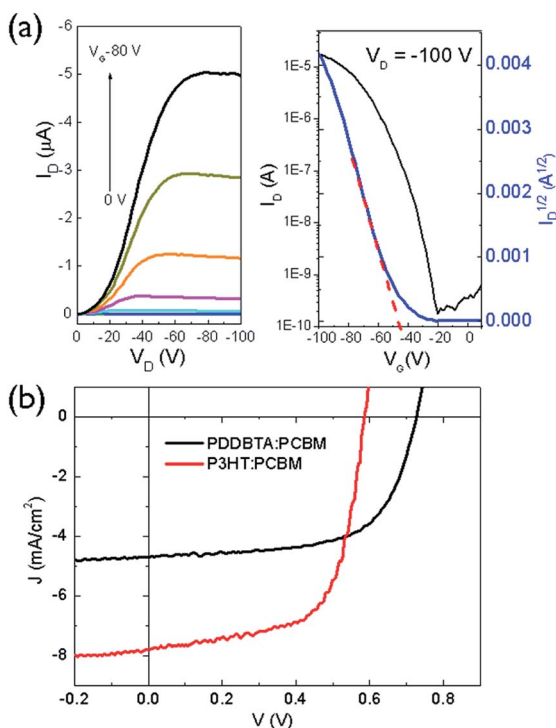 (a)
V_G-80 V
0 V
I_D (μA)
-6
-5
-4
-3
-2
-1
0
0 -20 -40 -60 -80 -100
V_D (V)
V_D = -100 V
I_D (A)
1E-5
1E-6
1E-7
1E-8
1E-9
1E-10
-100 -80 -60 -40 -20 0
V_G(V)
0.004
0.003
0.002
0.001
0.000
I_D^1/2 (A^1/2)
(b)
PDDBTA:PCBM
P3HT:PCBM
J (mA/cm²)
0
-2
-4
-6
-8
-0.2 0.0 0.2 0.4 0.6 0.8
V (V)